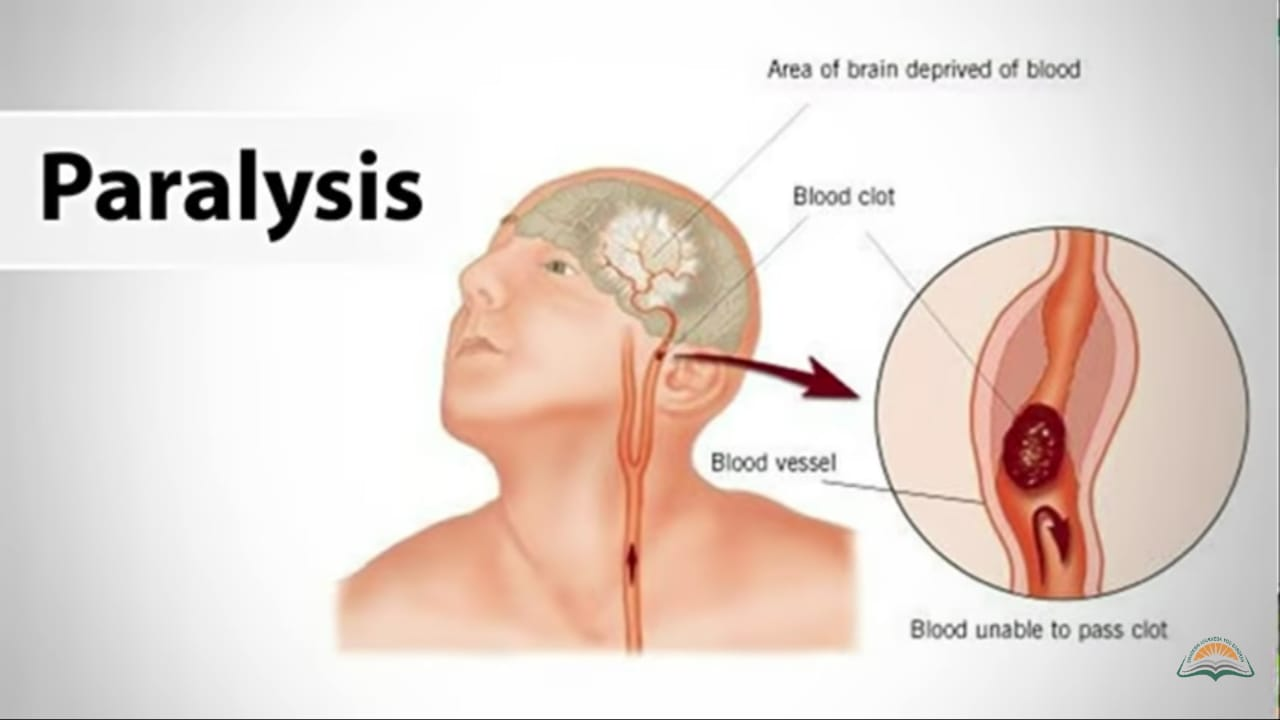 Area of brain deprived of blood
Paralysis
Blood clot
Blood vessel
Blood unable to pass clot